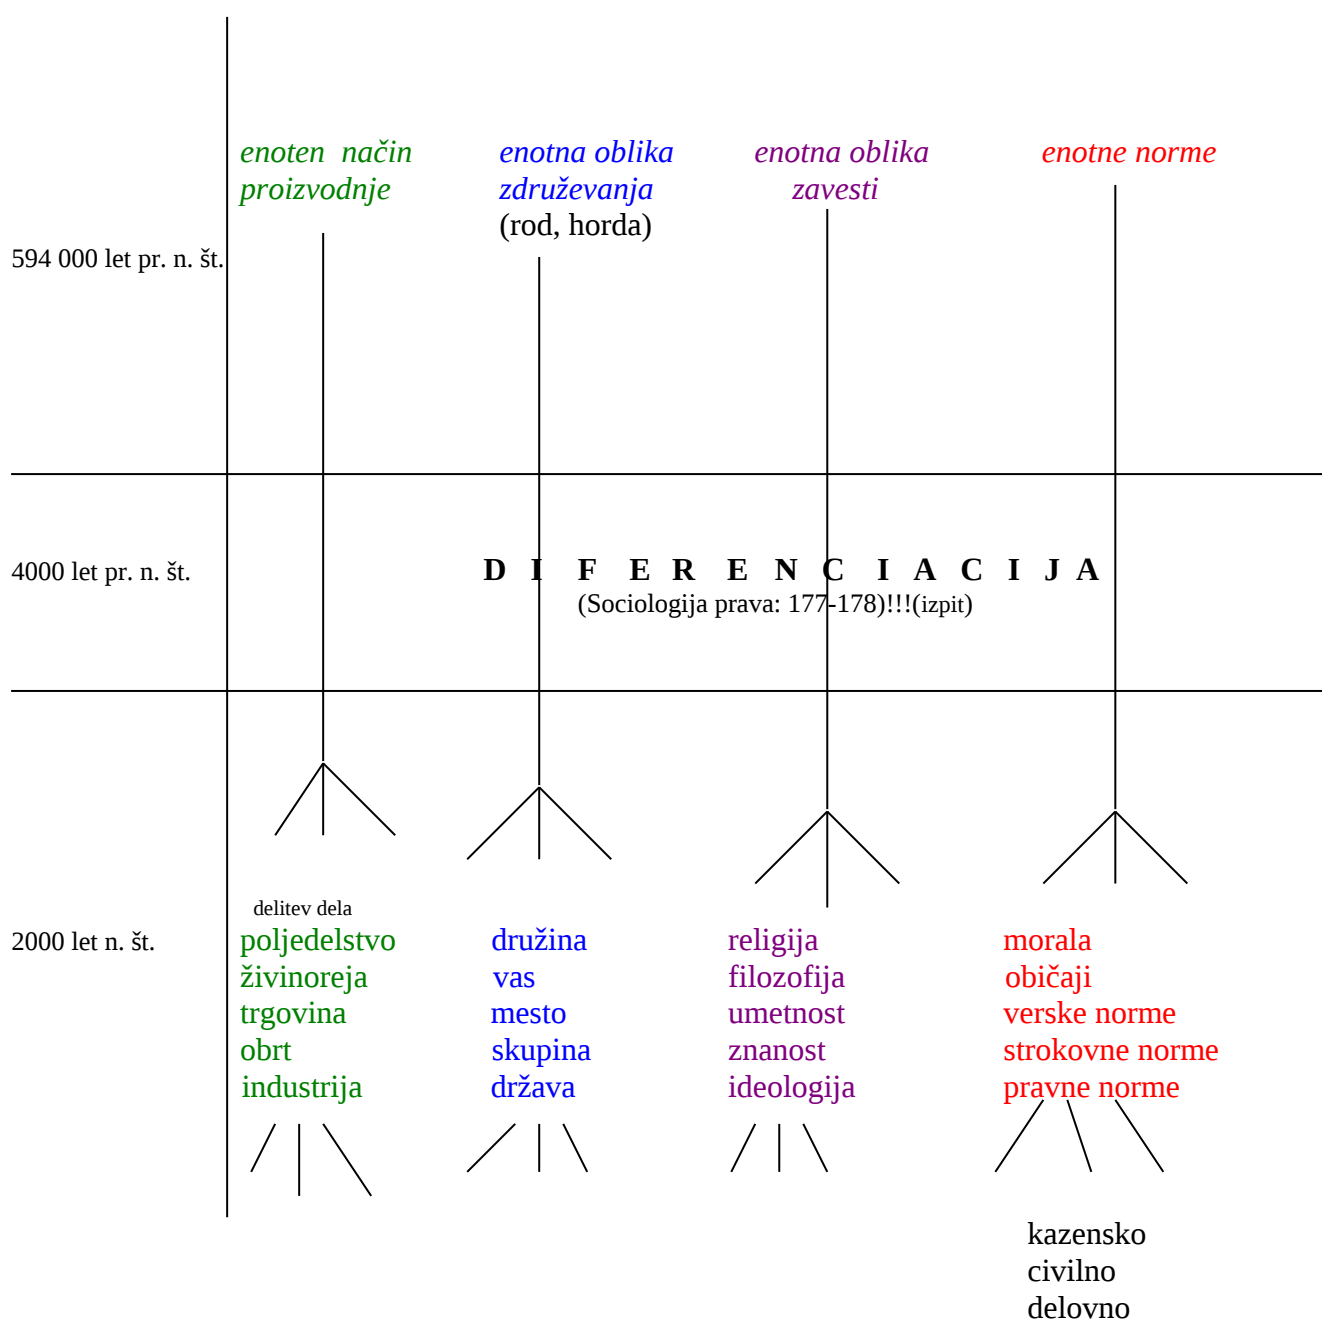 enoten  način
proizvodnje
enotna oblika
združevanja
(rod, horda)
enotna oblika
zavesti
enotne norme
594 000 let pr. n. št.
4000 let pr. n. št.
D I F E R E N C I A C I J A
(Sociologija prava: 177-178)!!!(izpit)
2000 let n. št.
delitev dela
poljedelstvo
živinoreja
trgovina
obrt
industrija
družina
vas
mesto
skupina
država
religija
filozofija
umetnost
znanost
ideologija
morala
običaji
verske norme
strokovne norme
pravne norme
kazensko
civilno
delovno